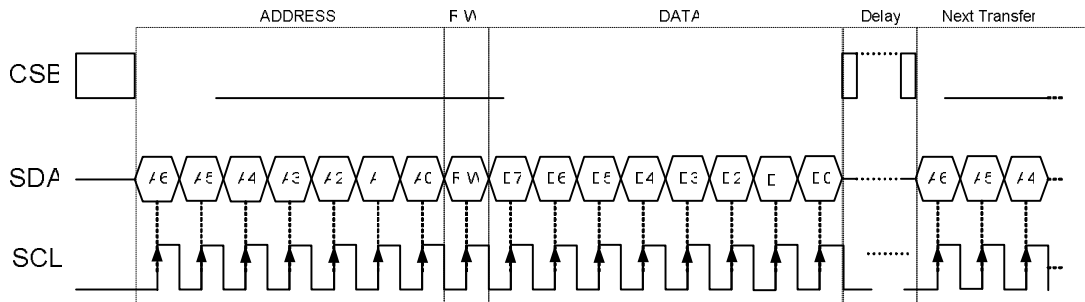 ADDRESS R W DATA Delay Next Transfer
CSB
SDA A6 A5 A4 A3 A2 A A0 R W D7 D6 D5 D4 D3 D2 D D0 A6 A5 A4
SCL